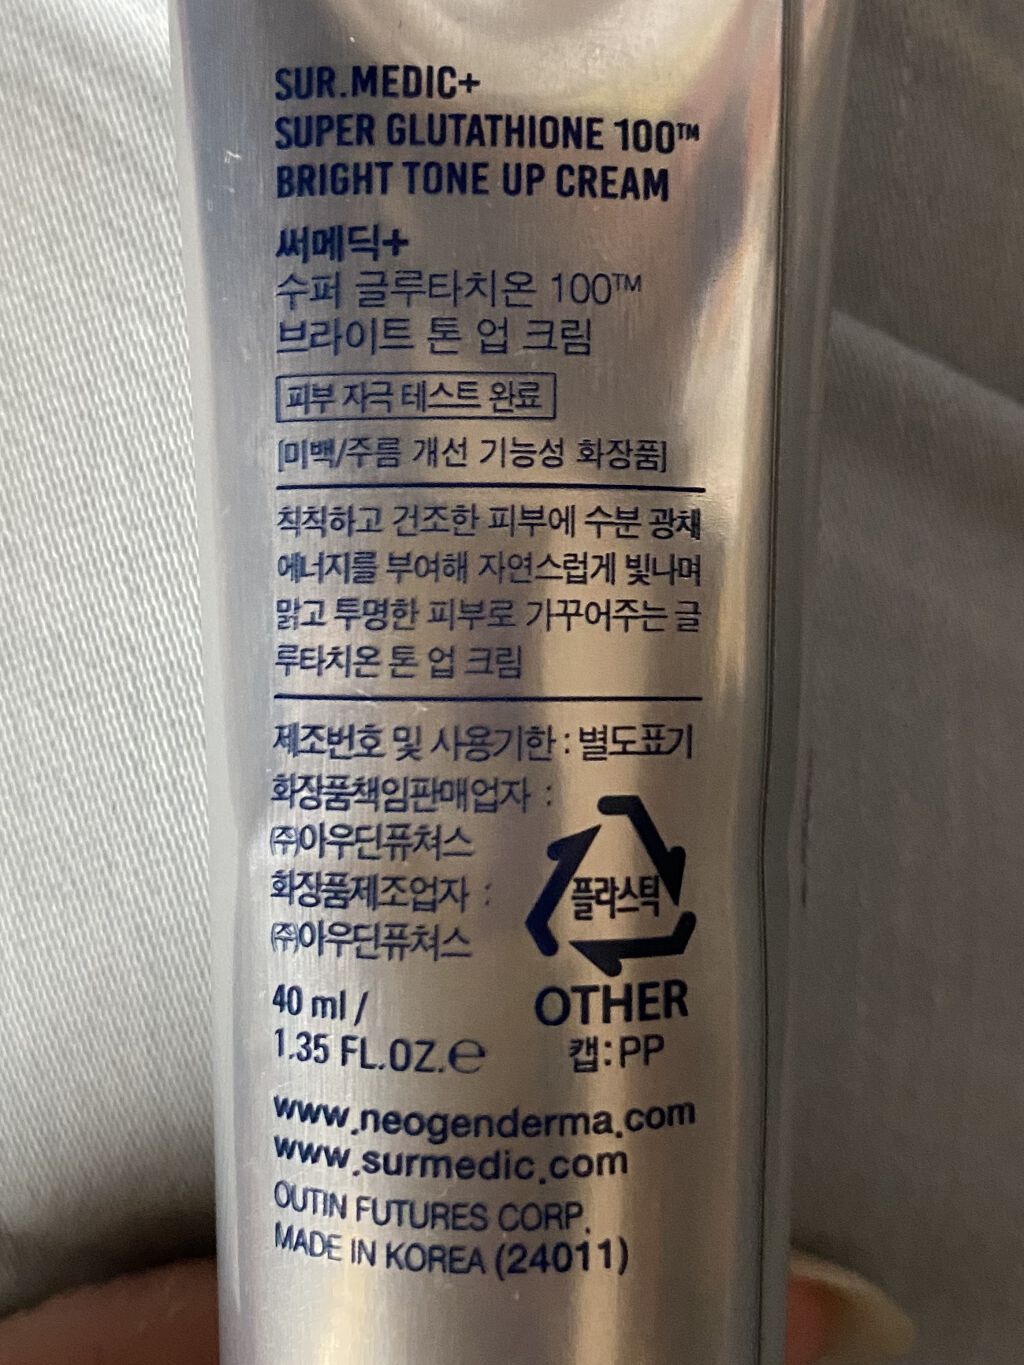 SUR.MEDIC+
SUPER GLUTATHIONE 100™
BRIGHT TONE UP CREAM
써메딕+
수퍼 글루타치온 100™
브라이트 톤 업 크림
피부 자극 테스트 완료
[미백/주름 개선 기능성 화장품]
칙칙하고 건조한 피부에 수분 광채
에너지를 부여해 자연스럽게 빛나며
맑고 투명한 피부로 가꾸어주는 글
루타치온 톤 업 크림
제조번호 및 사용기한 : 별도표기
화장품책임판매업자 :
㈜아우딘퓨쳐스
화장품제조업자 :
㈜아우딘퓨쳐스
플라스틱
OTHER
캡:PP
40 ml /
1.35 FL.OZ.℮
www.neogenderma.com
www.surmedic.com
OUTIN FUTURES CORP.
MADE IN KOREA (24011)